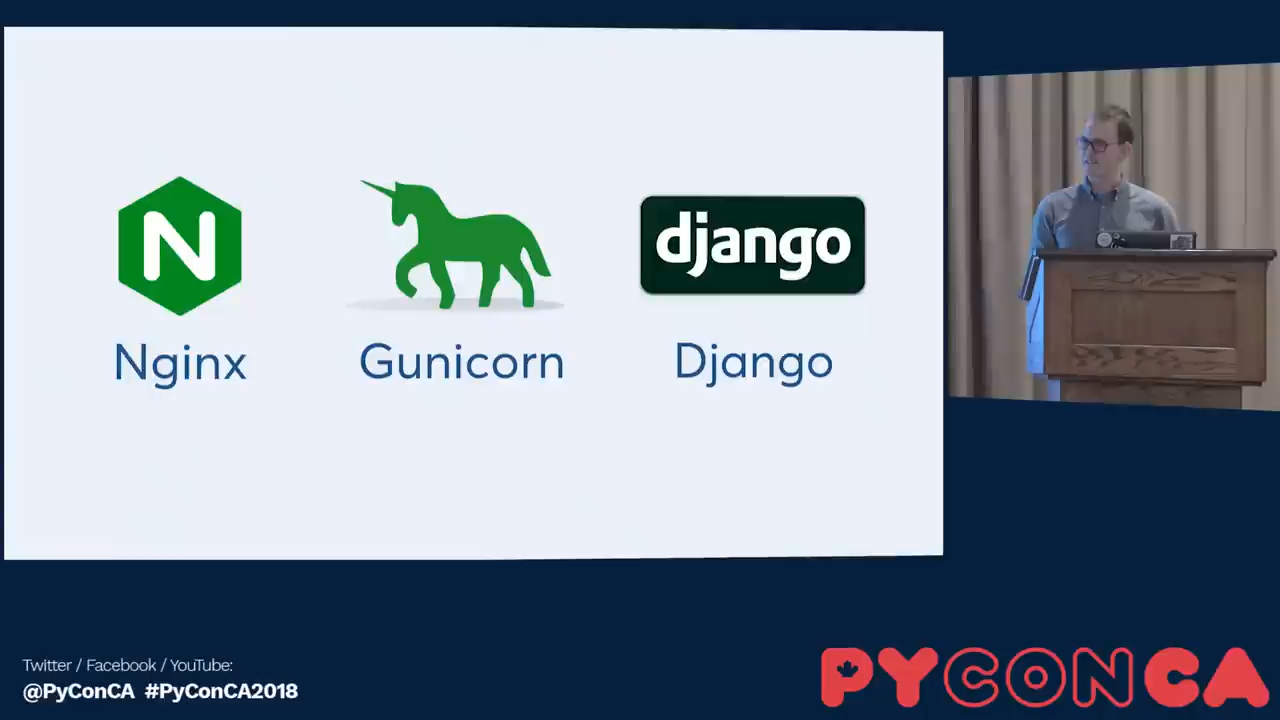 N
django
Nginx
Gunicorn
Django
Twitter / Facebook / YouTube:
@PyConCA #PyConCA2018
PYCONCA